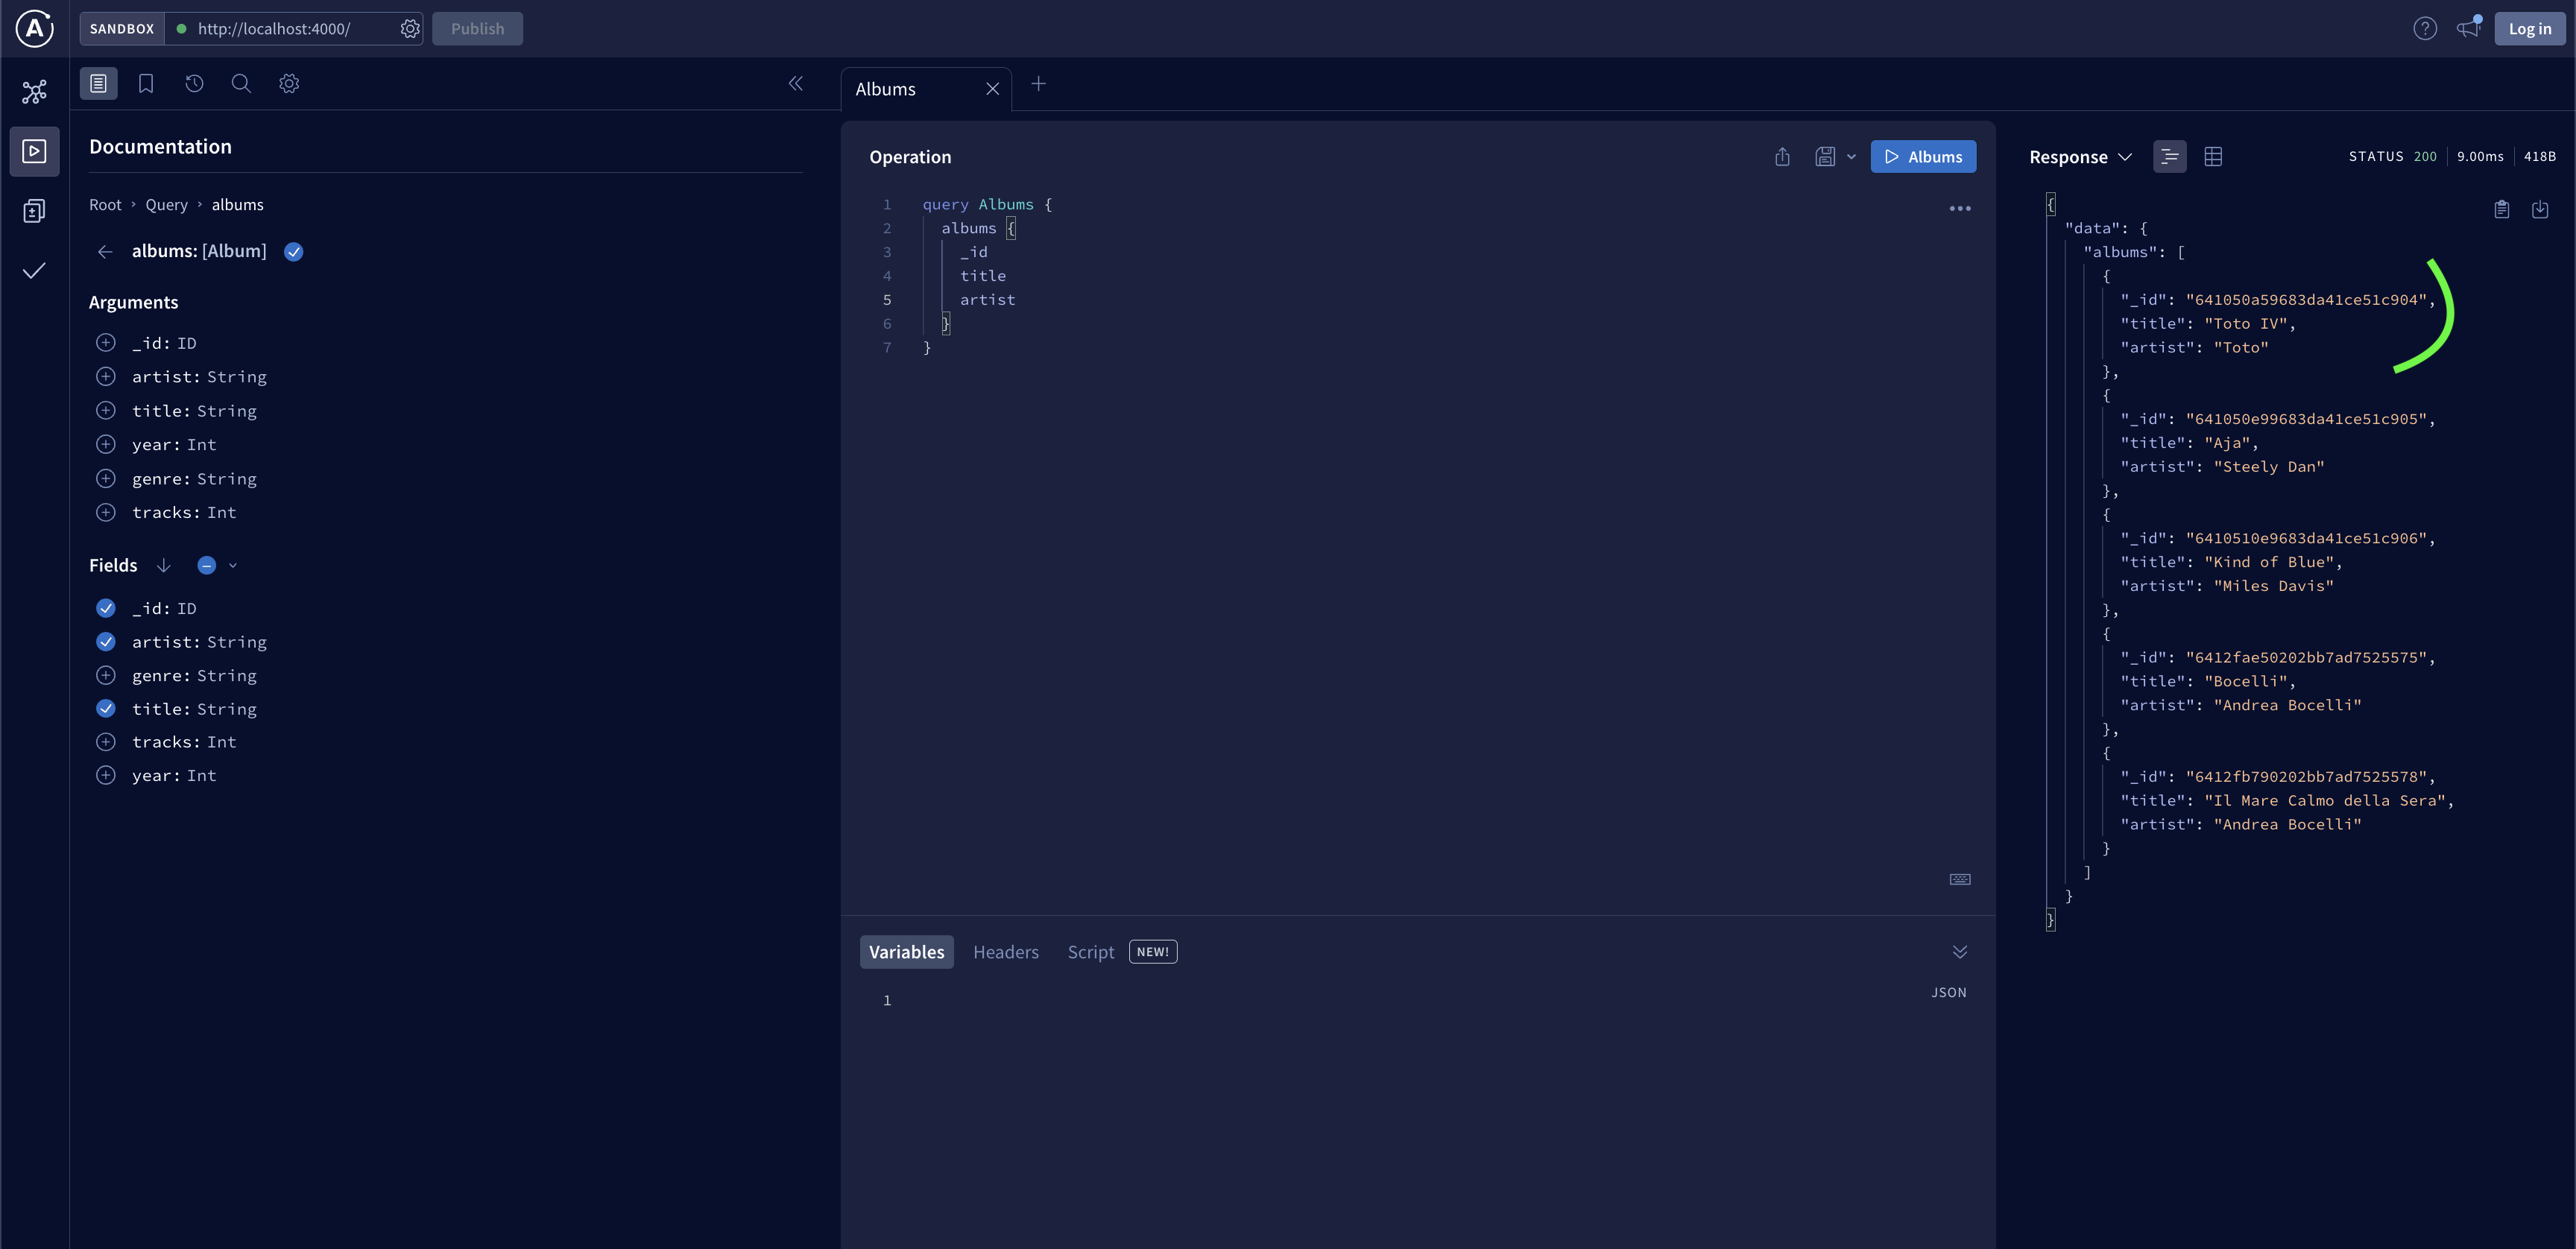 SANDBOX http://localhost:4000/ Publish Log in
Documentation
Root › Query › albums
albums: [Album]
Arguments
_id: ID
artist: String
title: String
year: Int
genre: String
tracks: Int
Fields
_id: ID
artist: String
genre: String
title: String
tracks: Int
year: Int
Albums
Operation
Albums
1 query Albums {
2 albums {
3 _id
4 title
5 artist
6 }
7 }
Variables Headers Script NEW!
JSON
1
Response STATUS 200 9.00ms 418B
{
"data": {
"albums": [
{
"_id": "641050a59683da41ce51c904",
"title": "Toto IV",
"artist": "Toto"
},
{
"_id": "641050e99683da41ce51c905",
"title": "Aja",
"artist": "Steely Dan"
},
{
"_id": "6410510e9683da41ce51c906",
"title": "Kind of Blue",
"artist": "Miles Davis"
},
{
"_id": "6412fae50202bb7ad7525575",
"title": "Bocelli",
"artist": "Andrea Bocelli"
},
{
"_id": "6412fb790202bb7ad7525578",
"title": "Il Mare Calmo della Sera",
"artist": "Andrea Bocelli"
}
]
}
}